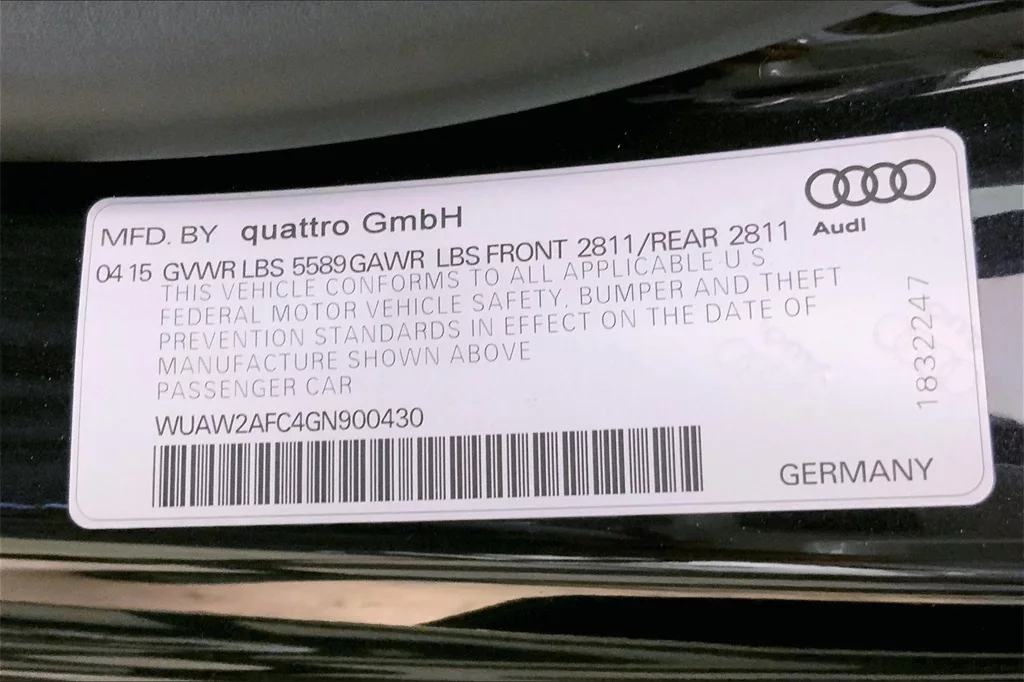 MFD. BY quattro GmbH
Audi
04 15 GVWR LBS 5589 GAWR LBS FRONT 2811/REAR 2811
THIS VEHICLE CONFORMS TO ALL APPLICABLE U S
FEDERAL MOTOR VEHICLE SAFETY, BUMPER AND THEFT
PREVENTION STANDARDS IN EFFECT ON THE DATE OF
MANUFACTURE SHOWN ABOVE
PASSENGER CAR
WUAW2AFC4GN900430
GERMANY
1832247